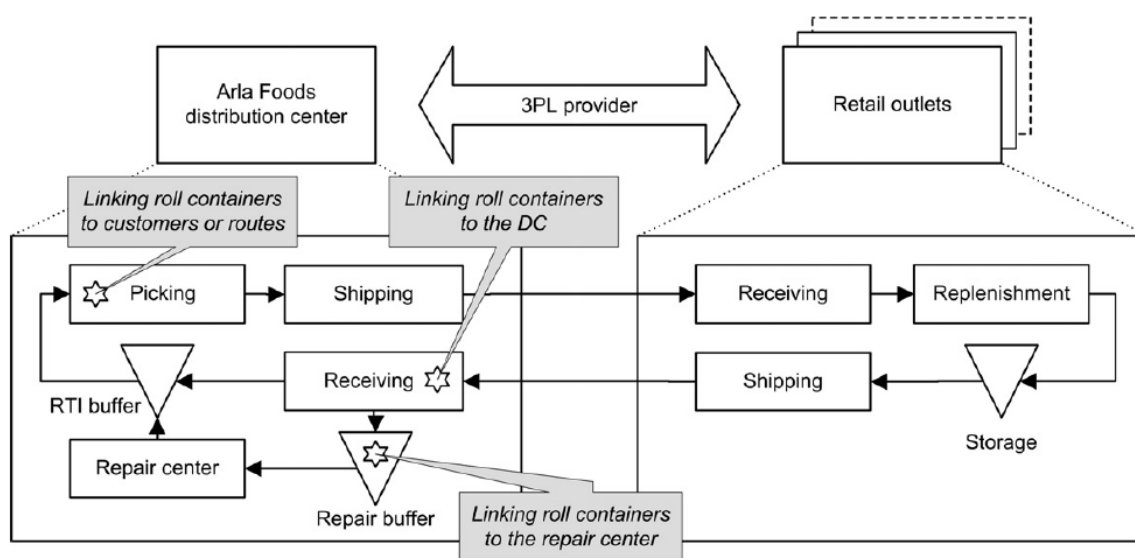 Arla Foods
distribution center
3PL provider
Retail outlets
Linking roll containers
to customers or routes
Linking roll containers
to the DC
Picking
Shipping
Receiving
Replenishment
RTI buffer
Receiving
Shipping
Storage
Repair center
Repair buffer
Linking roll containers
to the repair center